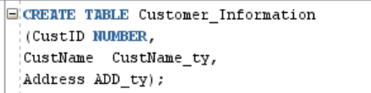 CREATE TABLE Customer_Information
(CustID NUMBER,
CustName  CustName_ty,
Address ADD_ty);